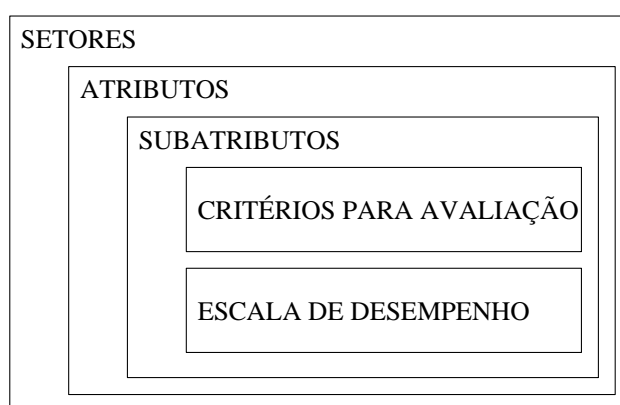 SETORES
ATRIBUTOS
SUBATRIBUTOS
CRITÉRIOS PARA AVALIAÇÃO
ESCALA DE DESEMPENHO